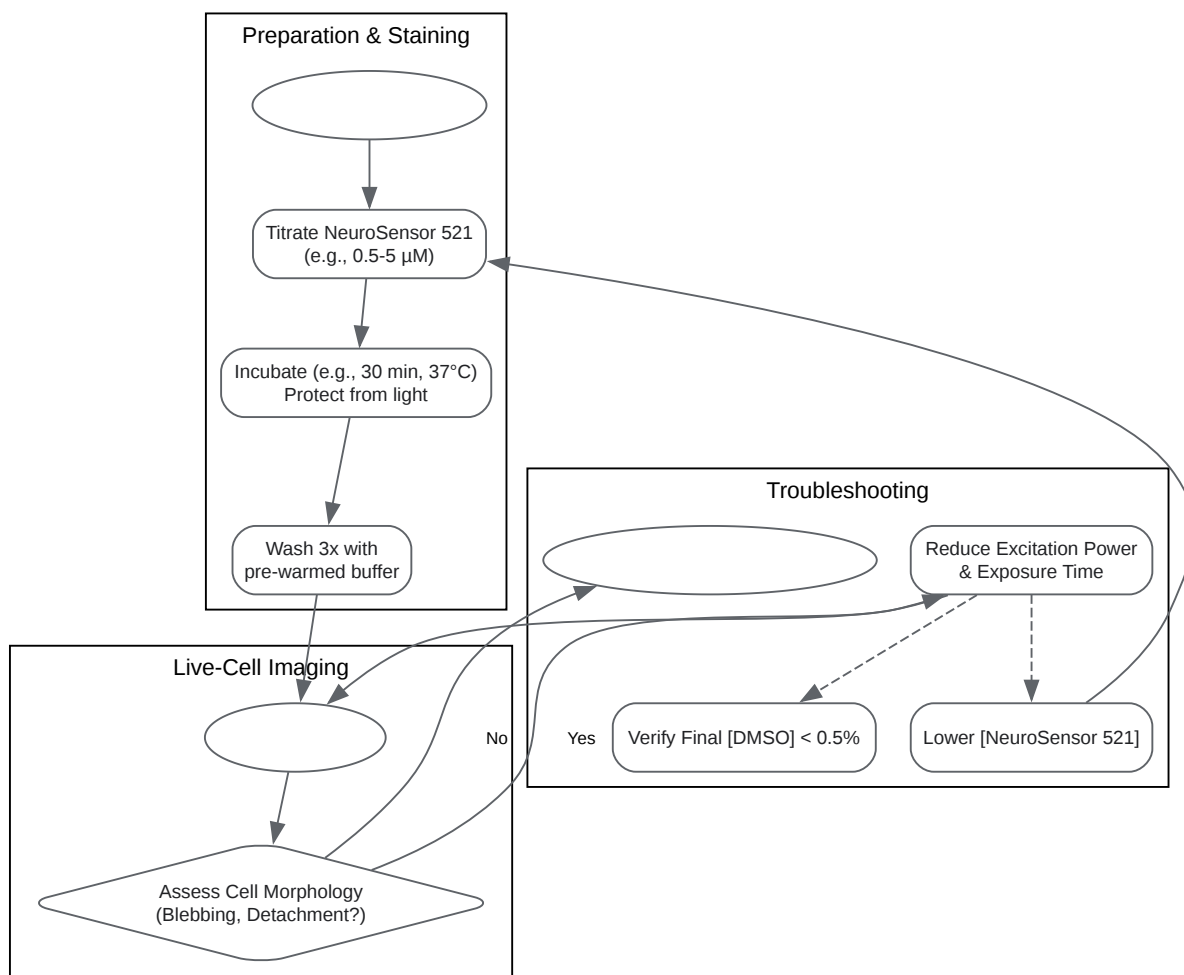 Preparation & Staining
Titrate NeuroSensor 521
(e.g., 0.5-5 µM)
Incubate (e.g., 30 min, 37°C)
Protect from light
Wash 3x with
pre-warmed buffer
Troubleshooting
Reduce Excitation Power
& Exposure Time
Live-Cell Imaging
No
Yes
Verify Final [DMSO] < 0.5%
Lower [NeuroSensor 521]
Assess Cell Morphology
(Blebbing, Detachment?)